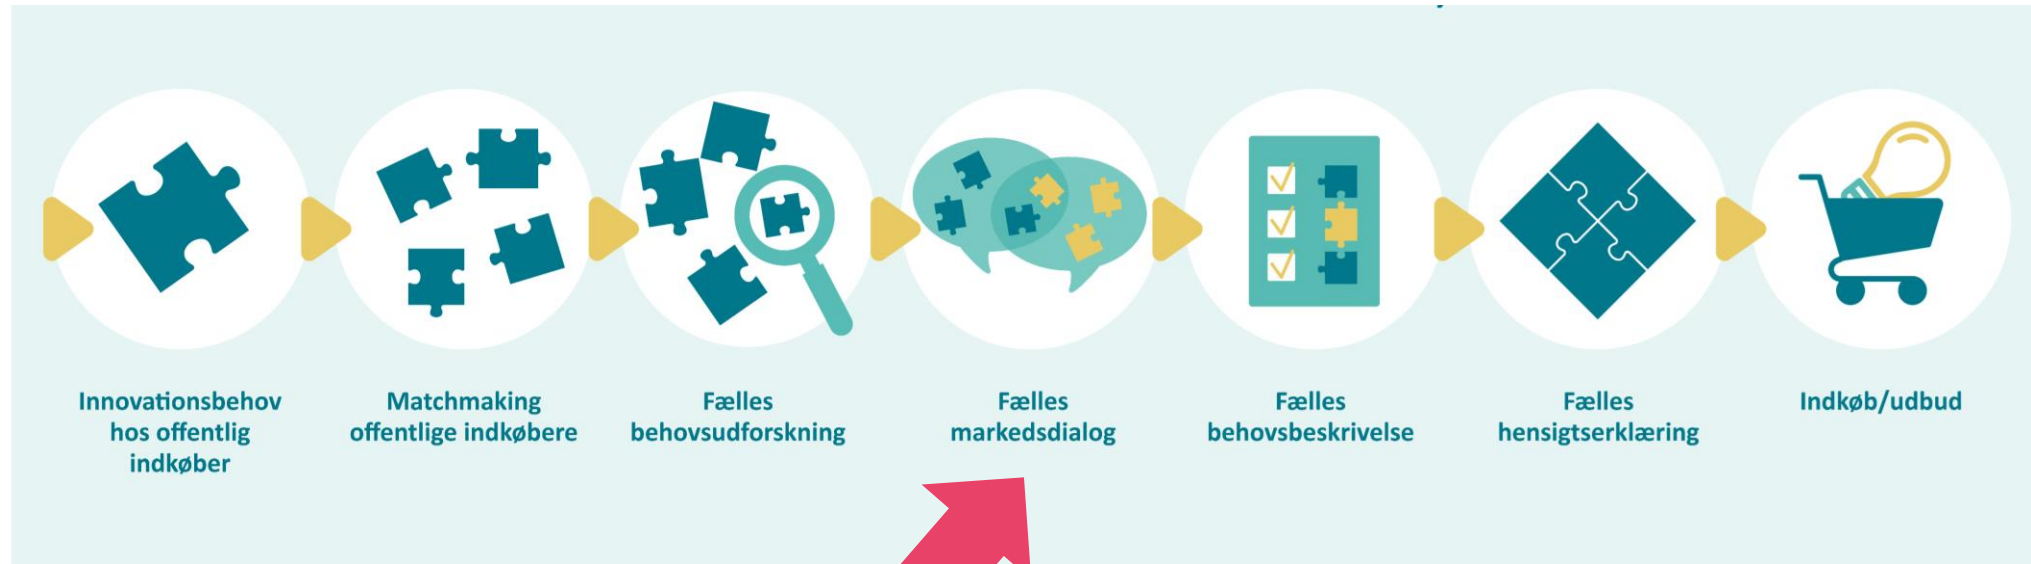 Innovationsbehov
hos offentlig
indkøber
Matchmaking
offentlige indkøbere
Fælles
behovsudforskning
Fælles
markedsdialog
Fælles
behovsbeskrivelse
Fælles
hensigtserklæring
Indkøb/udbud